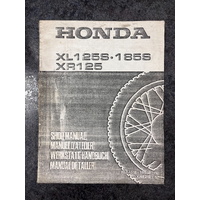 HONDA
XL125S·185S
XR125
SHOP MANUAL
MANUEL D'ATELIER
WERKSTATT-HANDBUCH
MANUAL DE TALLER